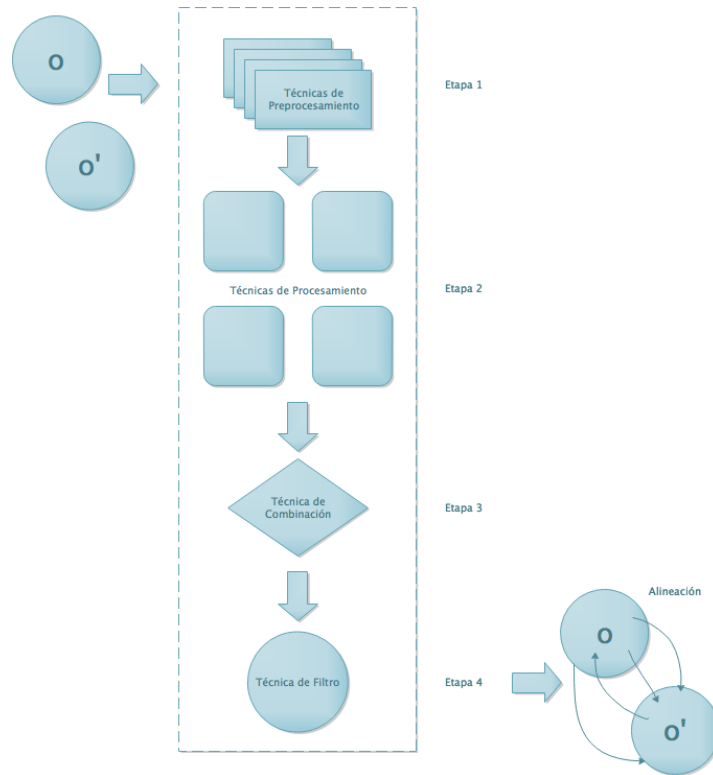 O
O'
Técnicas de
Preprocesamiento
Etapa 1
Técnicas de Procesamiento
Etapa 2
Técnica de
Combinación
Etapa 3
Técnica de Filtro
Etapa 4
Alineación
O
O'